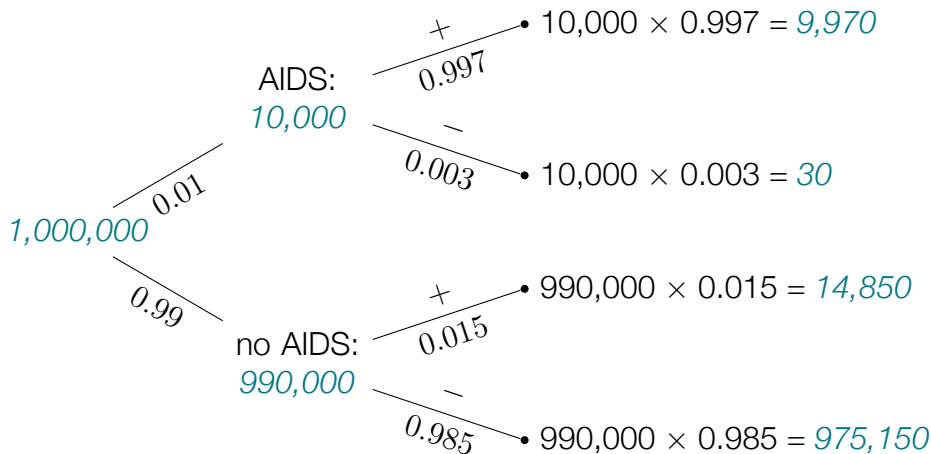 +
10,000 × 0.997 = 9,970
0.997
AIDS:
10,000
−
0.003
10,000 × 0.003 = 30
0.01
1,000,000
0.99
+
990,000 × 0.015 = 14,850
0.015
no AIDS:
990,000
−
0.985
990,000 × 0.985 = 975,150